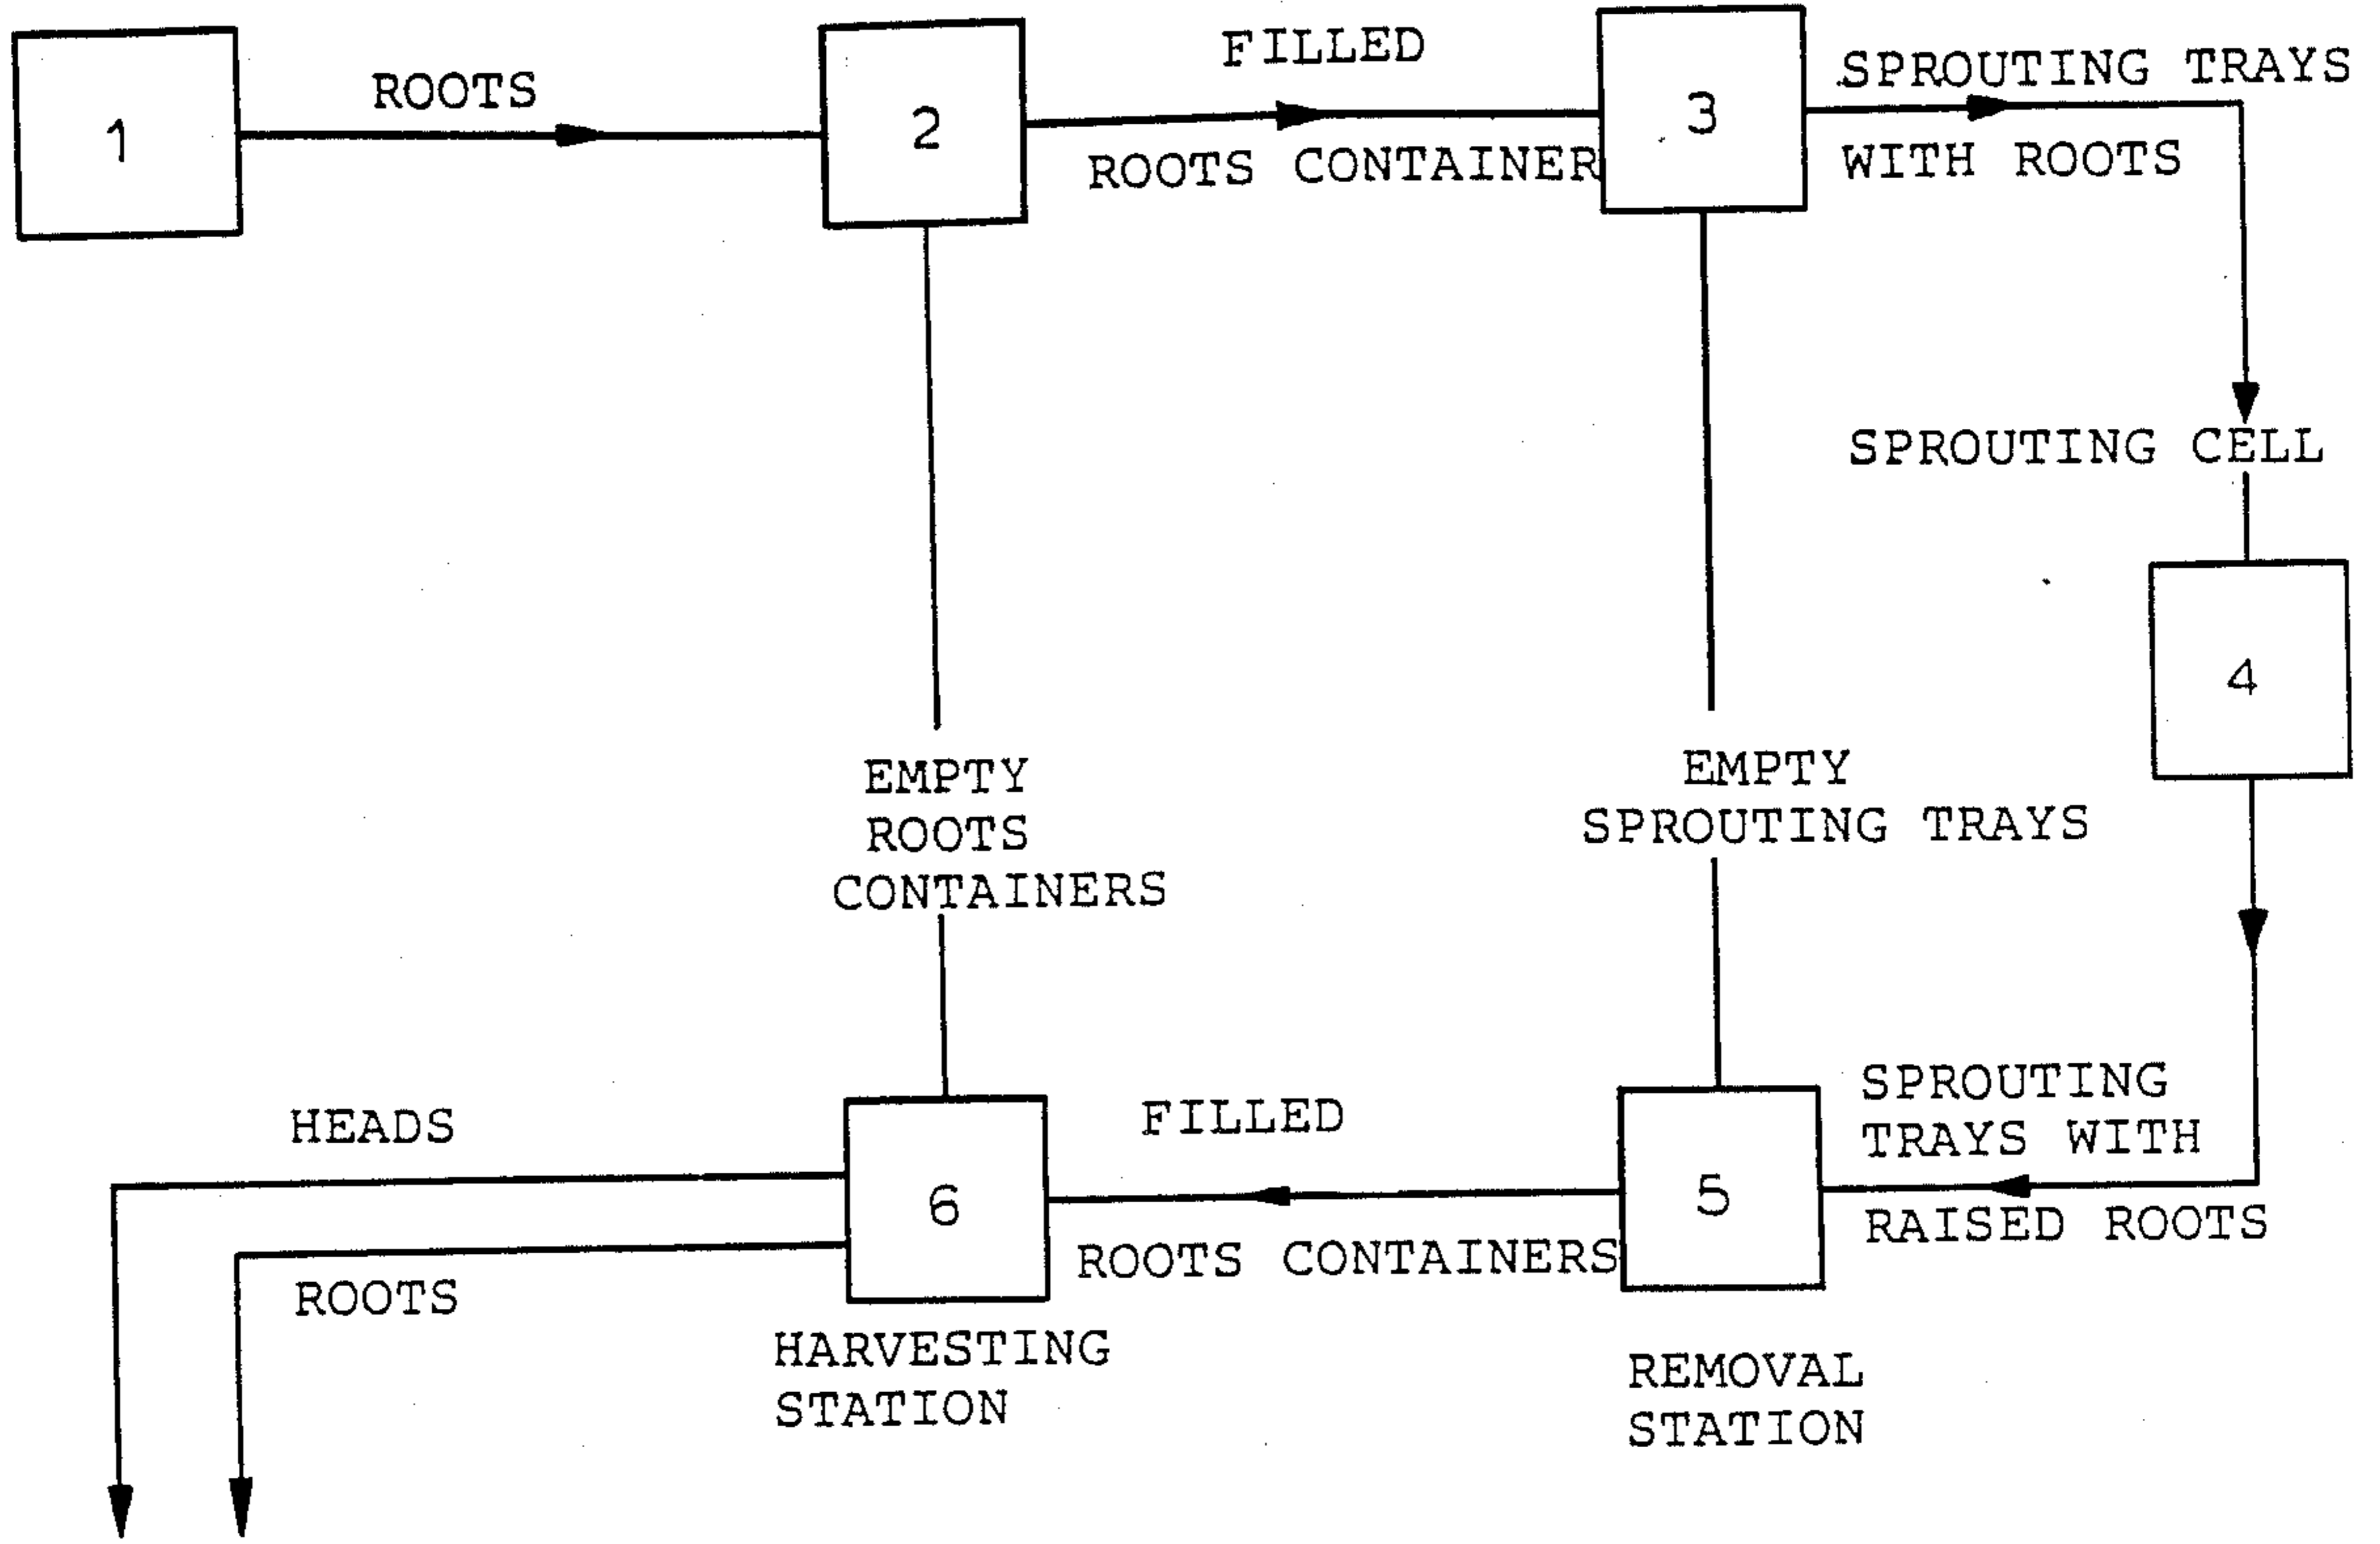 1
ROOTS
2
FILLED
ROOTS CONTAINER
3
SPROUTING TRAYS
WITH ROOTS
SPROUTING CELL
4
EMPTY
ROOTS
CONTAINERS
EMPTY
SPROUTING TRAYS
HEADS
ROOTS
6
HARVESTING
STATION
FILLED
ROOTS CONTAINERS
5
REMOVAL
STATION
SPROUTING
TRAYS WITH
RAISED ROOTS